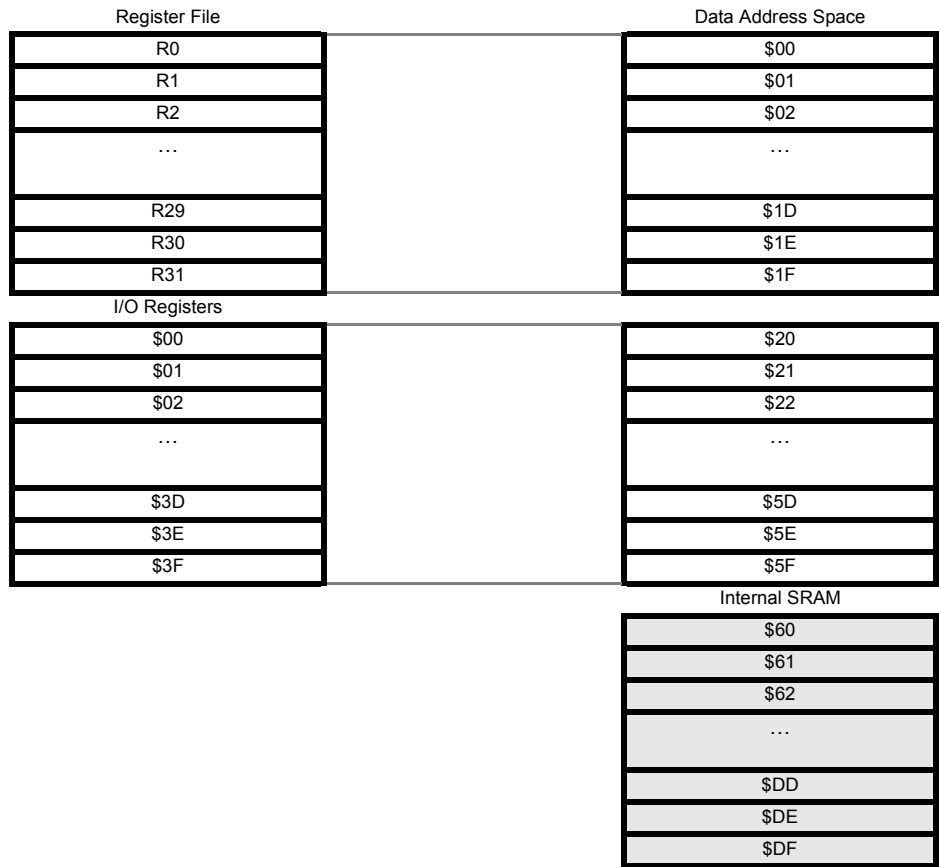 Register File Data Address Space
R0 $00
R1 $01
R2 $02
... ...
R29 $1D
R30 $1E
R31 $1F
I/O Registers
$00 $20
$01 $21
$02 $22
... ...
$3D $5D
$3E $5E
$3F $5F
Internal SRAM
$60
$61
$62
...
$DD
$DE
$DF